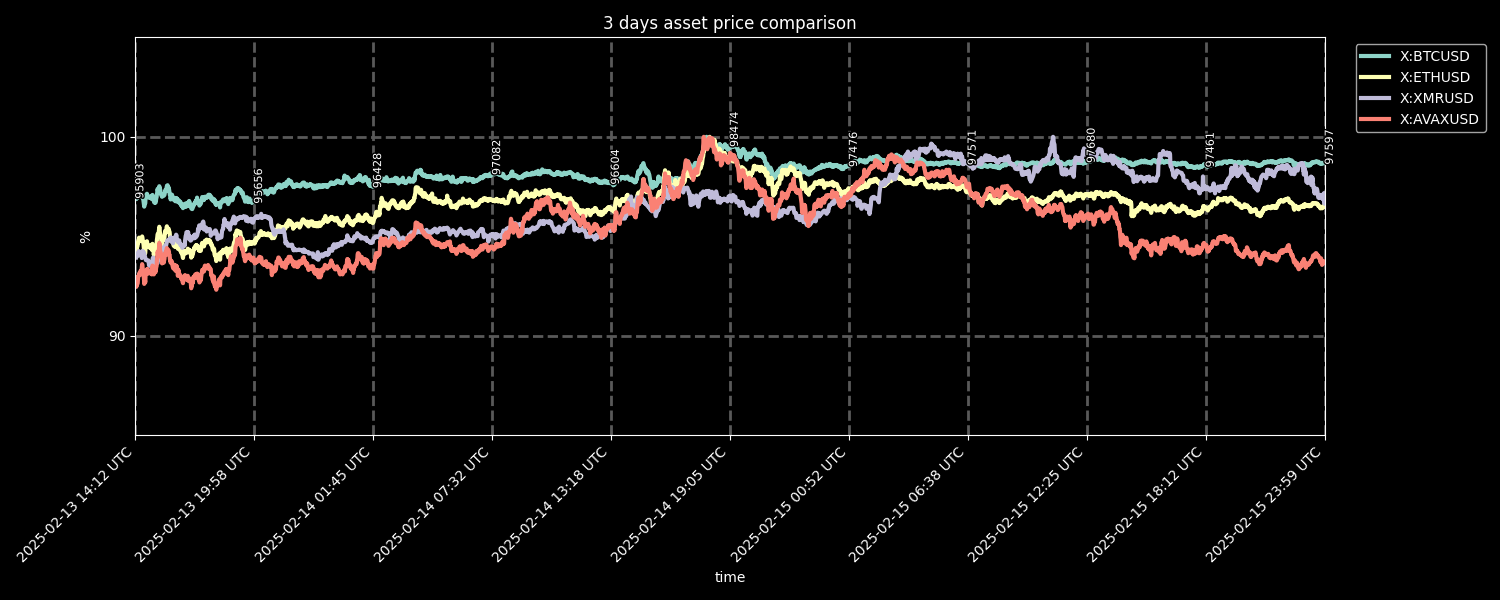 3 days asset price comparison
X:BTCUSD
X:ETHUSD
X:XMRUSD
X:AVAXUSD
100
90
%
95903
95656
96428
97082
96604
98474
97476
97571
97680
97461
97597
2025-02-13 14:12 UTC
2025-02-13 19:58 UTC
2025-02-14 01:45 UTC
2025-02-14 07:32 UTC
2025-02-14 13:18 UTC
2025-02-14 19:05 UTC
2025-02-15 00:52 UTC
2025-02-15 06:38 UTC
2025-02-15 12:25 UTC
2025-02-15 18:12 UTC
2025-02-15 23:59 UTC
time